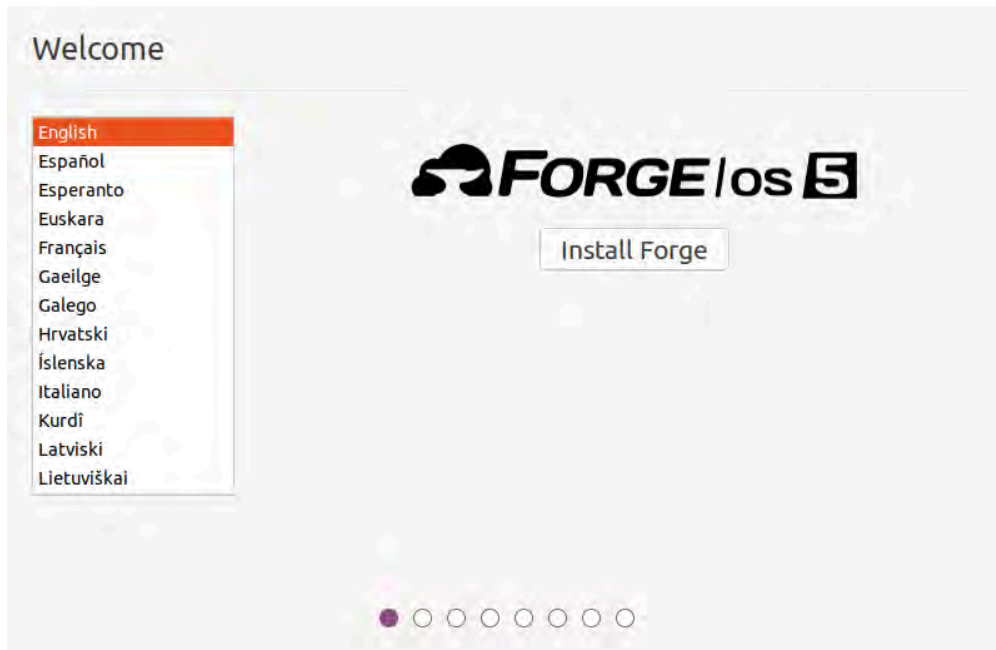 Welcome
English
Español
Esperanto
Euskara
Français
Gaeilge
Galego
Hrvatski
Íslenska
Italiano
Kurdî
Latviski
Lietuviškai
FORGE/os 5
Install Forge